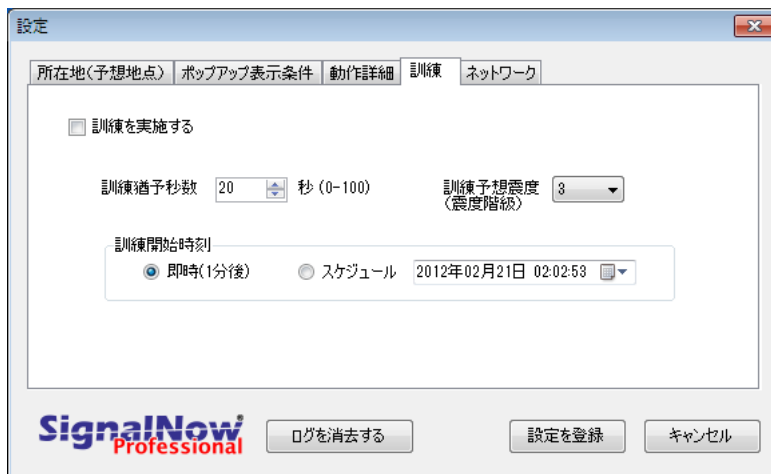 設定
所在地(予想地点) ポップアップ表示条件 動作詳細 訓練 ネットワーク
訓練を実施する
訓練猶予秒数 20 秒 (0-100) 訓練予想震度 3
(震度階級)
訓練開始時刻
即時(1分後) スケジュール 2012年02月21日 02:02:53
SignalNow
Professional
ログを消去する 設定を登録 キャンセル